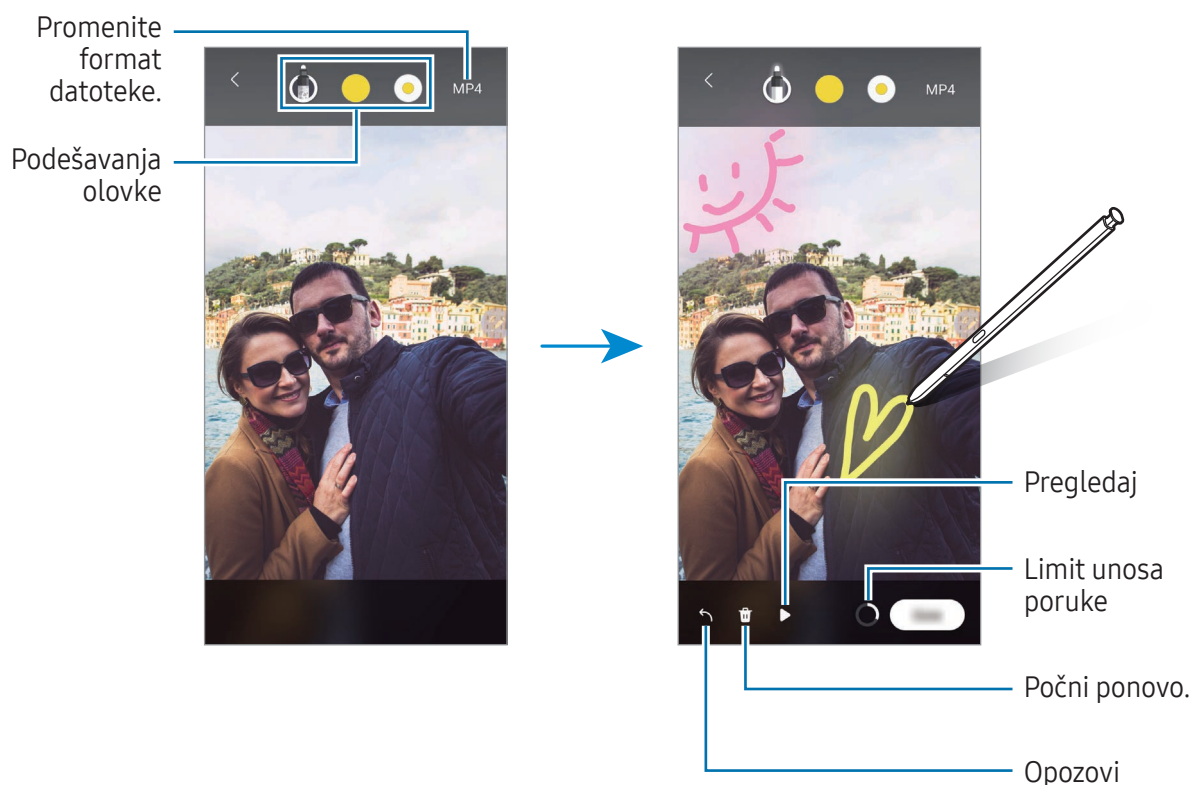 Promenite
format
datoteke.
Podešavanja
olovke
MP4
MP4
Pregledaj
Limit unosa
poruke
Počni ponovo.
Opozovi